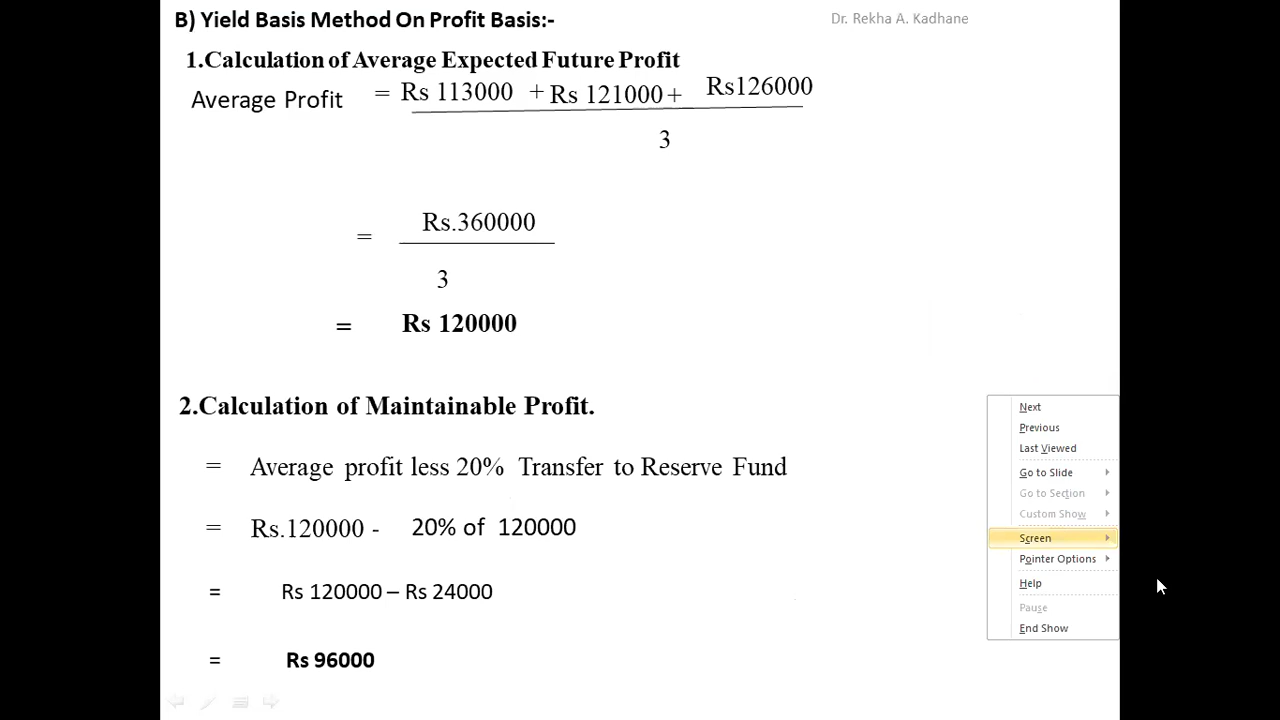 B) Yield Basis Method On Profit Basis:-
Dr. Rekha A. Kadhane
1.Calculation of Average Expected Future Profit
Average Profit = Rs 113000 + Rs 121000 + Rs126000
3
= Rs.360000
3
= Rs 120000
2.Calculation of Maintainable Profit.
= Average profit less 20% Transfer to Reserve Fund
= Rs.120000 - 20% of 120000
= Rs 120000 – Rs 24000
= Rs 96000
Next
Previous
Last Viewed
Go to Slide
Go to Section
Custom Show
Screen
Pointer Options
Help
Pause
End Show